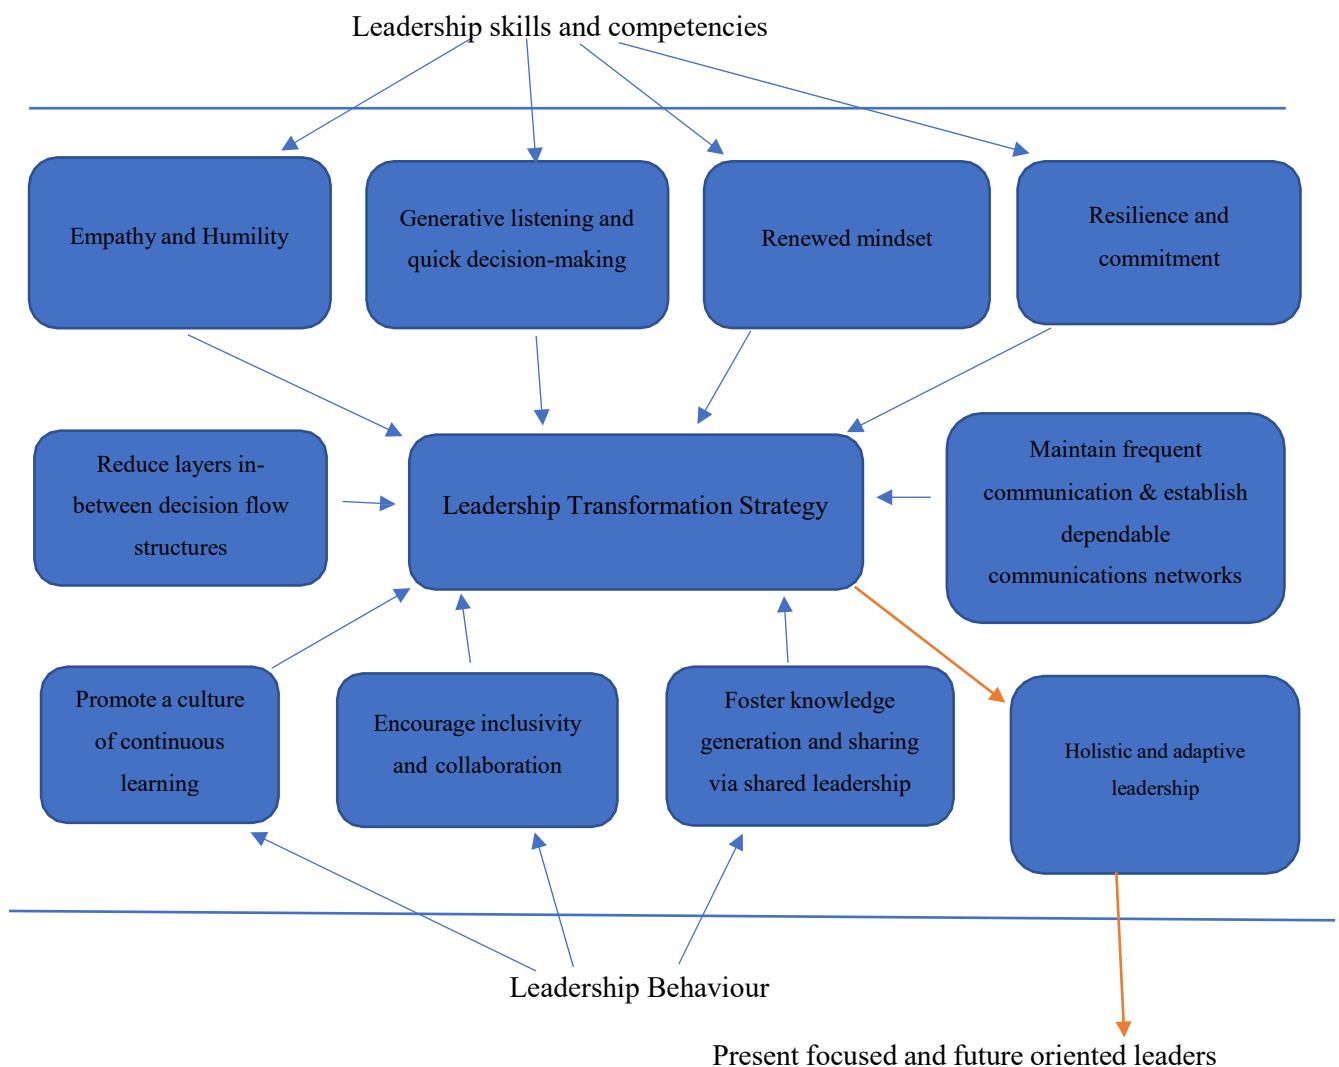 Leadership skills and competencies
Empathy and Humility
Generative listening and
quick decision-making
Renewed mindset
Resilience and
commitment
Reduce layers in-
between decision flow
structures
Leadership Transformation Strategy
Maintain frequent
communication & establish
dependable
communications networks
Promote a culture
of continuous
learning
Encourage inclusivity
and collaboration
Foster knowledge
generation and sharing
via shared leadership
Holistic and adaptive
leadership
Leadership Behaviour
Present focused and future oriented leaders